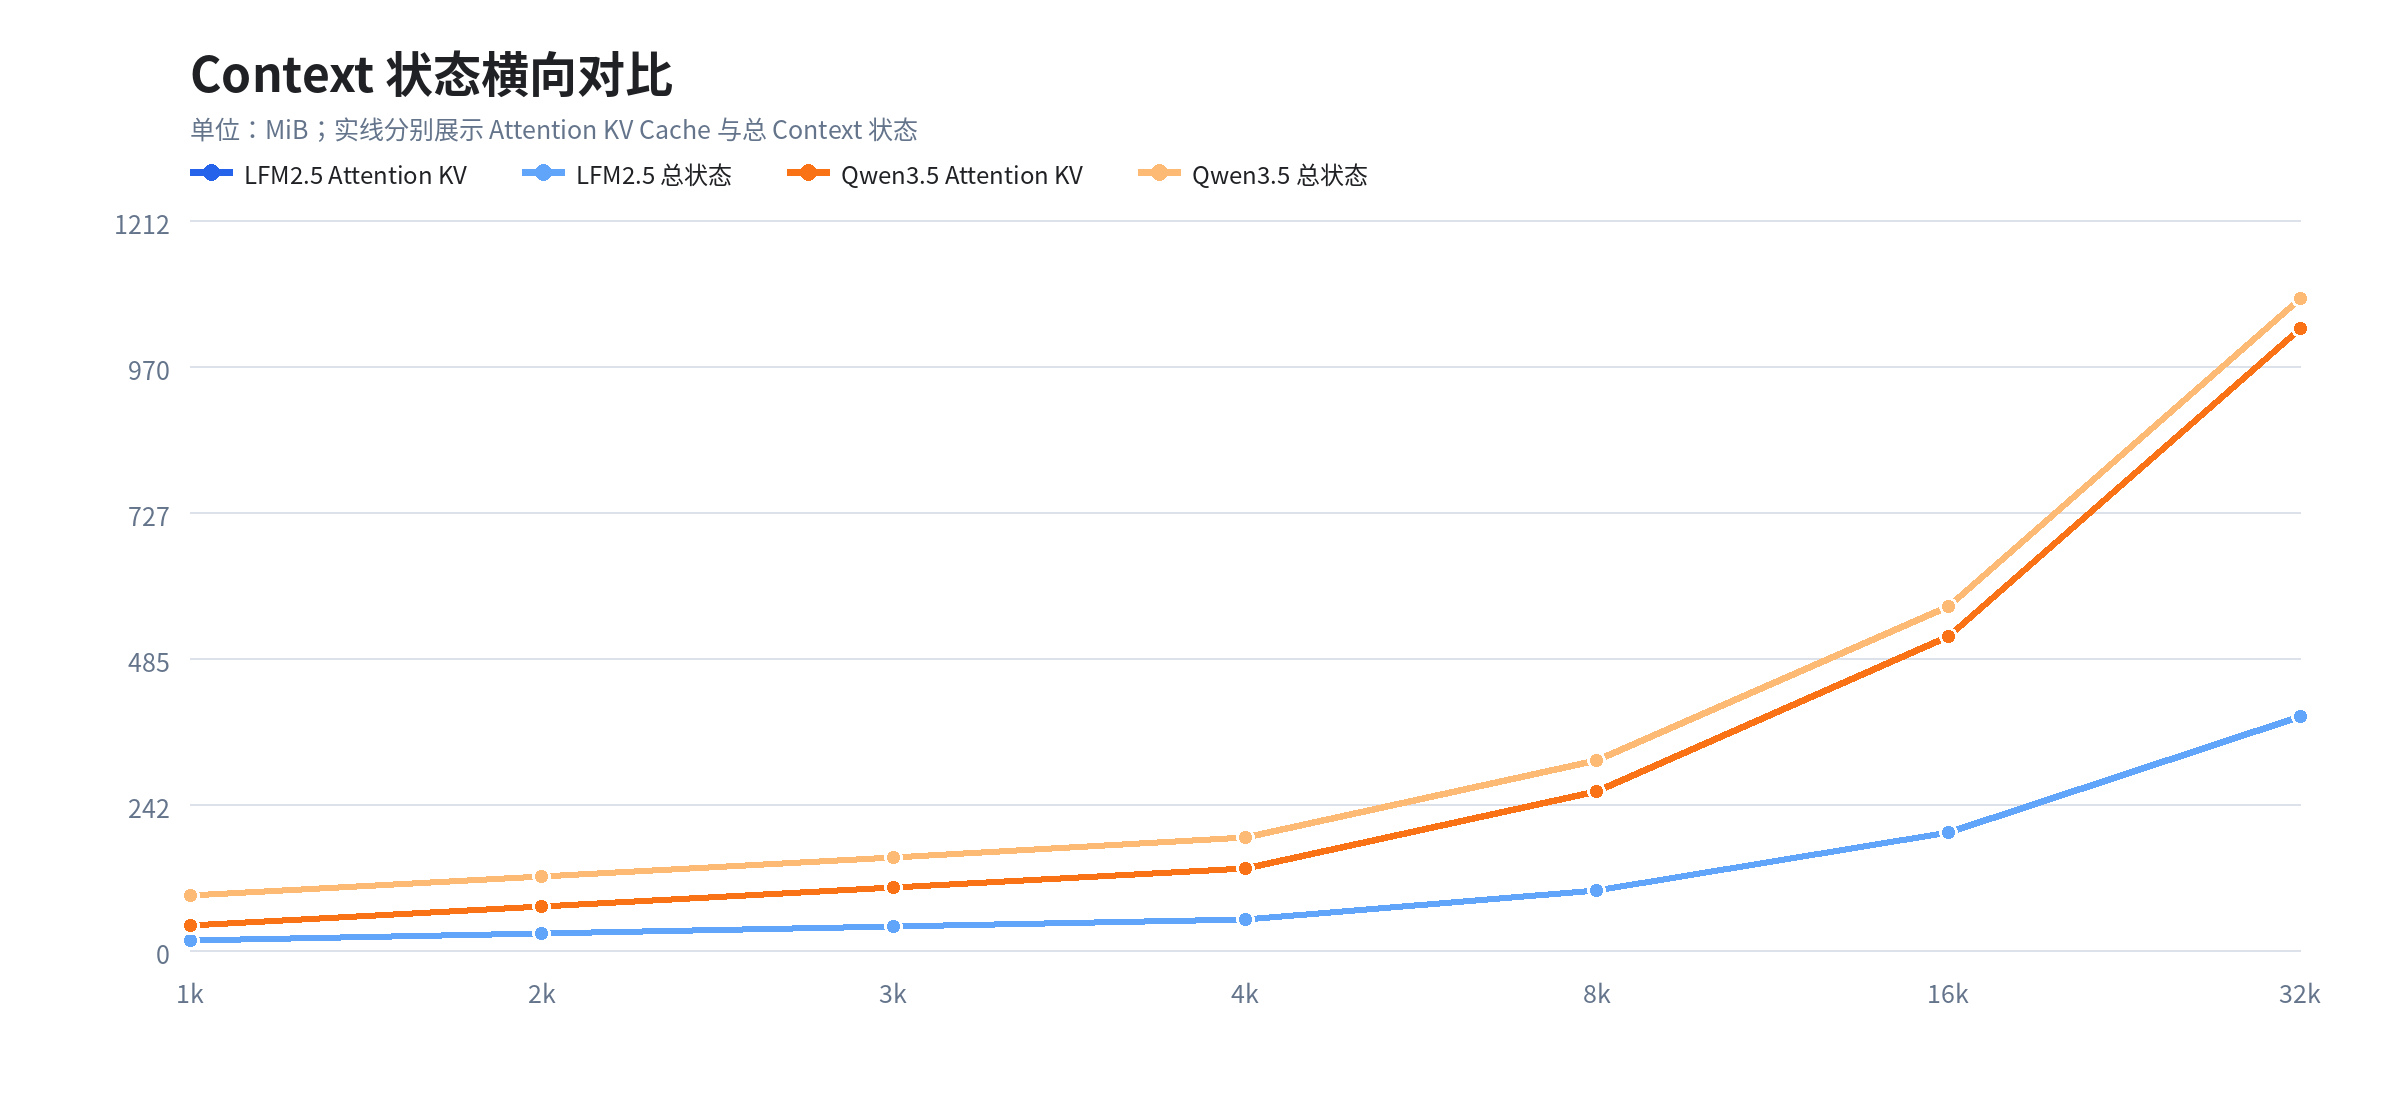 Context 状态横向对比
单位：MiB；实线分别展示 Attention KV Cache 与总 Context 状态
LFM2.5 Attention KV LFM2.5 总状态 Qwen3.5 Attention KV Qwen3.5 总状态
1212
970
727
485
242
0
1k 2k 3k 4k 8k 16k 32k